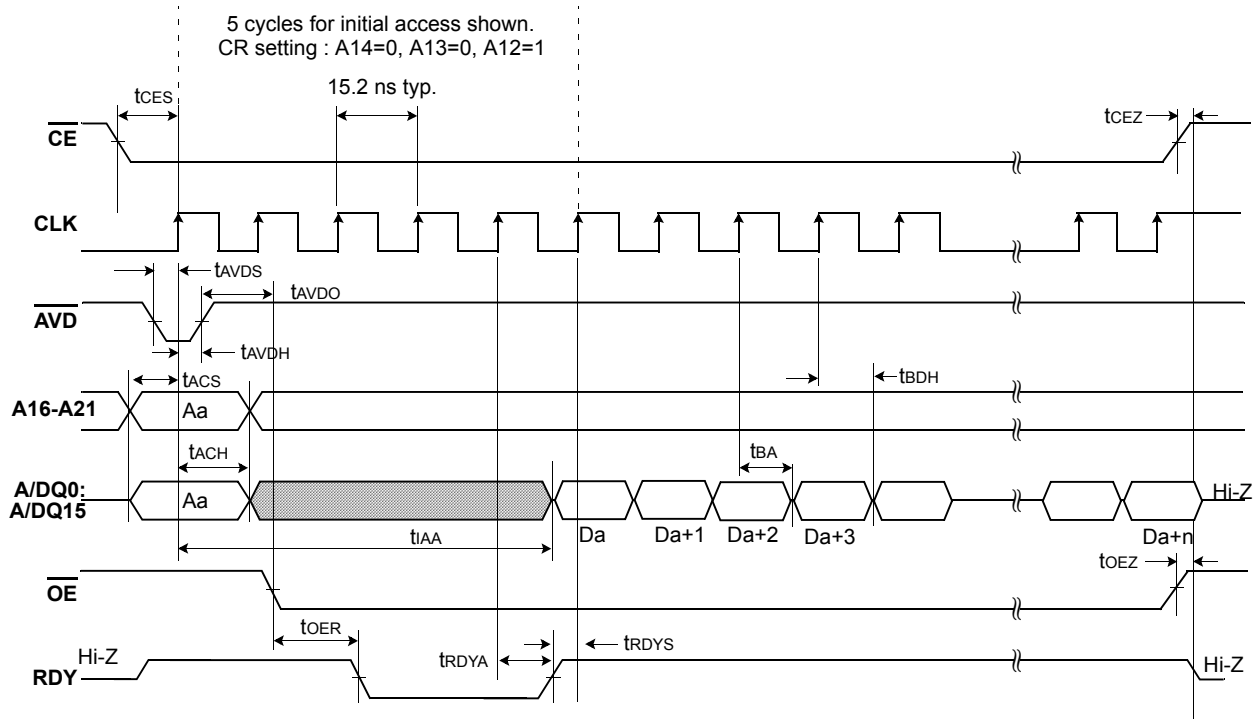 5 cycles for initial access shown.
CR setting : A14=0, A13=0, A12=1
15.2 ns typ.
tCES
tCEZ
CE
CLK
tAVDS
tAVDO
AVD
tAVDH
tACS
tBDH
A16-A21
Aa
tACH
tBA
A/DQ0:
A/DQ15
Aa
Hi-Z
tIAA
Da
Da+1
Da+2
Da+3
Da+n
tOEZ
OE
tOER
tRDYA
tRDYS
Hi-Z
RDY
Hi-Z